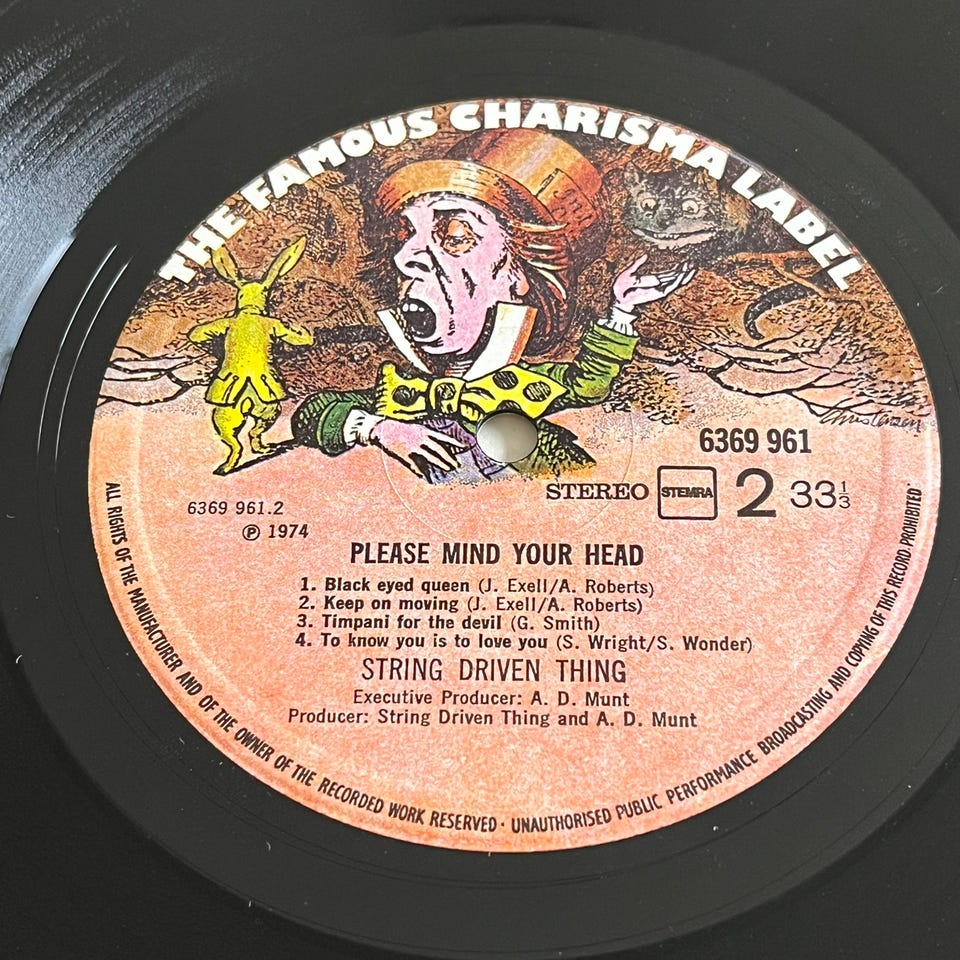 THE FAMOUS CHARISMA LABEL
Christensen
6369 961
STEREO STEMRA 2 33⅓
6369 961.2
℗ 1974
PLEASE MIND YOUR HEAD
1. Black eyed queen (J. Exell/A. Roberts)
2. Keep on moving (J. Exell/A. Roberts)
3. Timpani for the devil (G. Smith)
4. To know you is to love you (S. Wright/S. Wonder)
STRING DRIVEN THING
Executive Producer: A. D. Munt
Producer: String Driven Thing and A. D. Munt
ALL RIGHTS OF THE MANUFACTURER AND OF THE OWNER OF THE RECORDED WORK RESERVED · UNAUTHORISED PUBLIC PERFORMANCE BROADCASTING AND COPYING OF THIS RECORD PROHIBITED ·